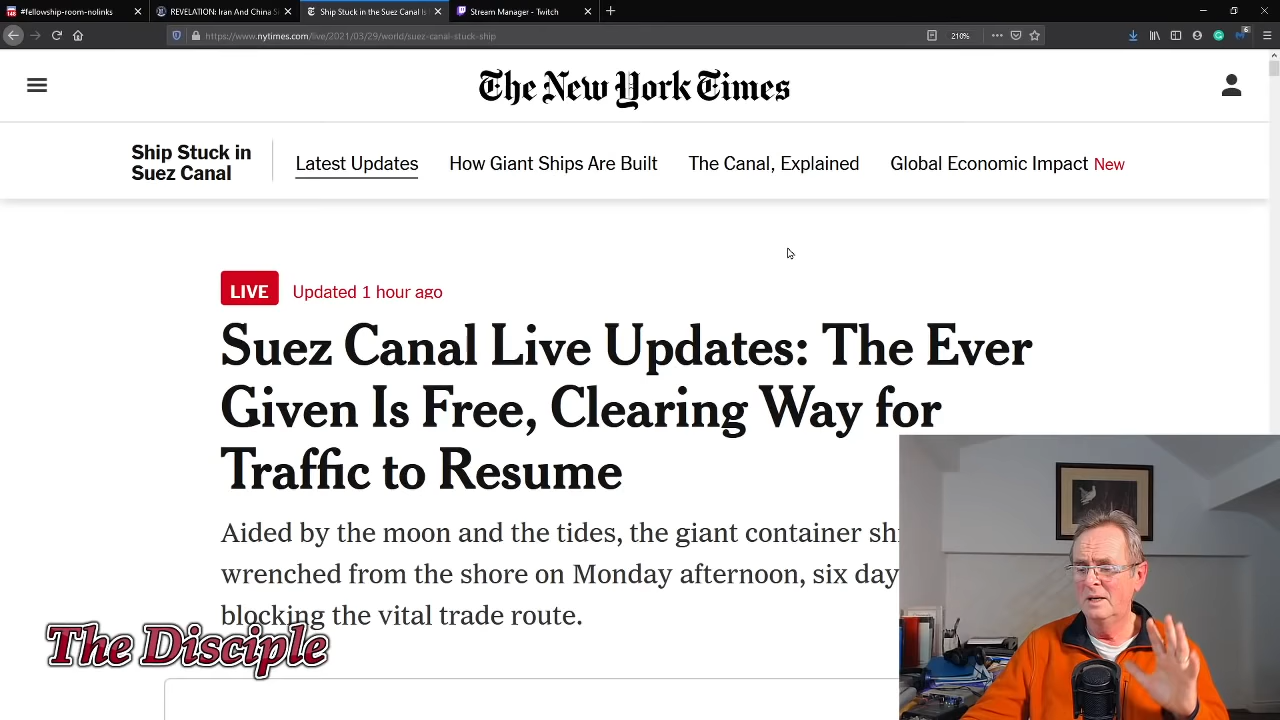 #fellowship-room-nolinks
REVELATION: Iran And China S
Ship Stuck in the Suez Canal Is
Stream Manager - Twitch
https://www.nytimes.com/live/2021/03/29/world/suez-canal-stuck-ship
210%
6
The New York Times
Ship Stuck in
Suez Canal
Latest Updates
How Giant Ships Are Built
The Canal, Explained
Global Economic Impact New
LIVE
Updated 1 hour ago
Suez Canal Live Updates: The Ever
Given Is Free, Clearing Way for
Traffic to Resume
Aided by the moon and the tides, the giant container sh
wrenched from the shore on Monday afternoon, six day
blocking the vital trade route.
The Disciple